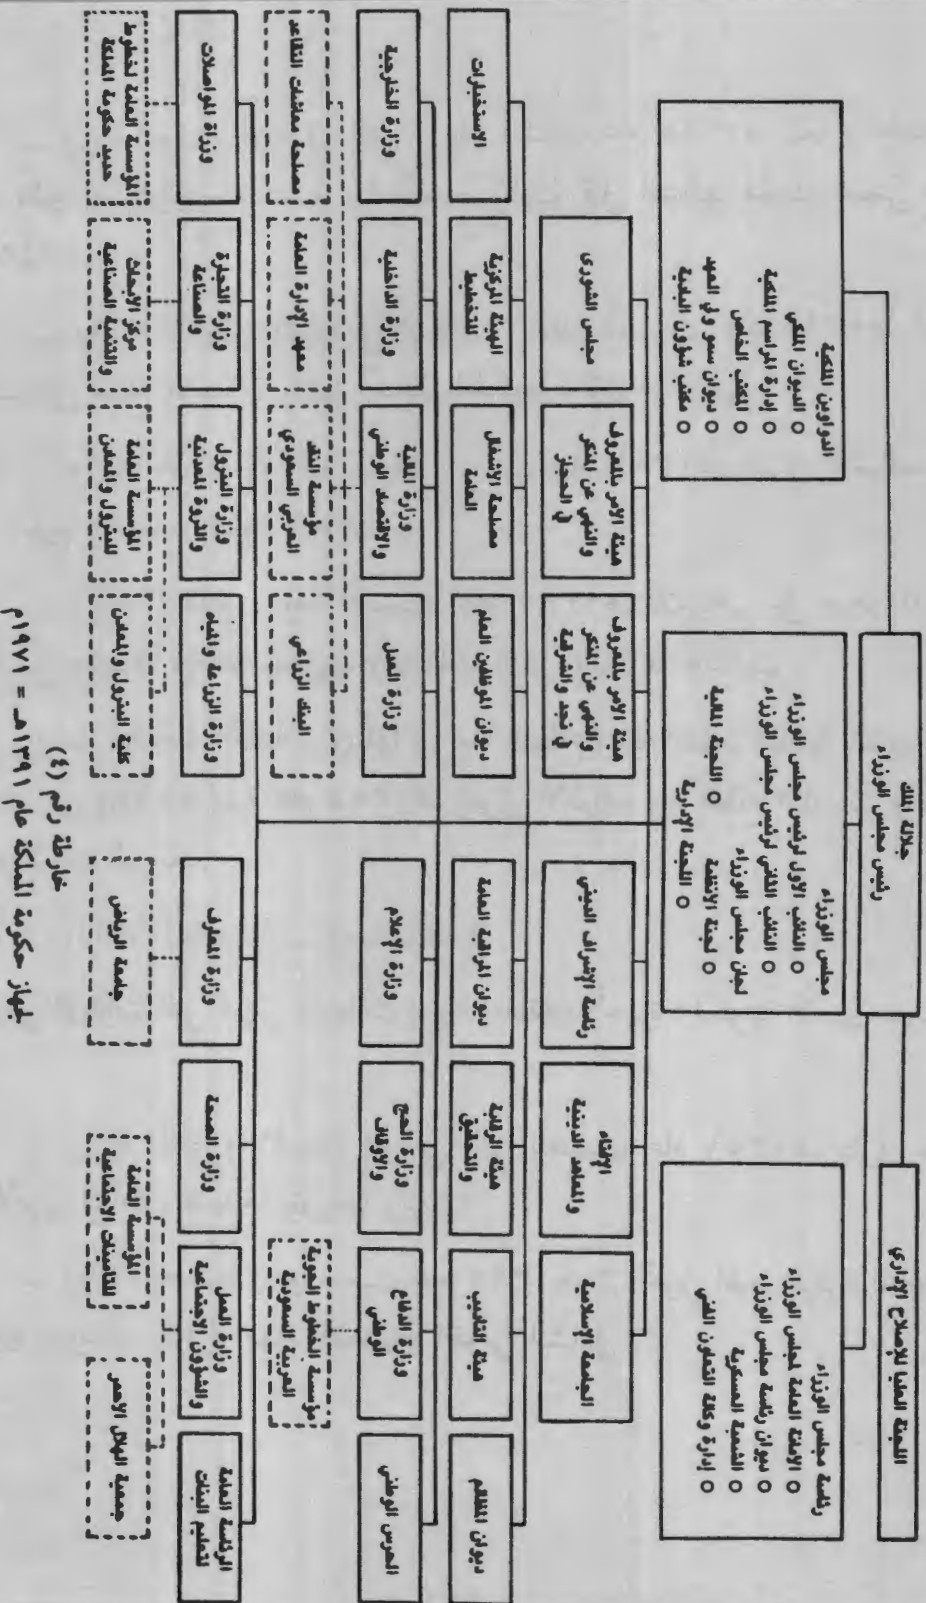 جلالة الملك
رئيس مجلس الوزراء
اللجنة العليا للإصلاح الإداري
رئاسة مجلس الوزراء
○ الأمانة العامة لمجلس الوزراء
○ ديوان رئاسة مجلس الوزراء
○ الشعبة العسكرية
○ إدارة وكالة التعاون الفني
مجلس الوزراء
○ النائب الأول لرئيس مجلس الوزراء
○ النائب الثاني لرئيس مجلس الوزراء
لجان مجلس الوزراء
○ لجنة الأنظمة ○ اللجنة المالية
○ اللجنة الإدارية
الدواوين الملكية
○ الديوان الملكي
○ إدارة المراسم الملكية
○ المكتب الخاص
○ ديوان سمو ولي العهد
○ مكتب شؤون البادية
الجامعة الإسلامية
الإفتاء
والمعاهد الدينية
رئاسة الإشراف الديني
هيئة الأمر بالمعروف
والنهي عن المنكر
في نجد والشرقية
هيئة الأمر بالمعروف
والنهي عن المنكر
في الحجاز
مجلس الشورى
ديوان المظالم
هيئة التأديب
هيئة الرقابة
والتحقيق
ديوان المراقبة العامة
ديوان الموظفين العام
مصلحة الأشغال
العامة
الهيئة المركزية
للتخطيط
الاستخبارات
الحرس الوطني
وزارة الدفاع
الوطني
وزارة الحج
والأوقاف
وزارة الإعلام
وزارة العدل
وزارة المالية
والاقتصاد الوطني
وزارة الداخلية
وزارة الخارجية
مؤسسة الخطوط الجوية
العربية السعودية
البنك الزراعي
مؤسسة النقد
العربي السعودي
معهد الإدارة العامة
مصلحة معاشات التقاعد
الرئاسة العامة
لتعليم البنات
وزارة العمل
والشؤون الاجتماعية
وزارة الصحة
وزارة المعارف
وزارة الزراعة والمياه
وزارة البترول
والثروة المعدنية
وزارة التجارة
والصناعة
وزراة المواصلات
جمعية الهلال الأحمر
المؤسسة العامة
للتأمينات الاجتماعية
جامعة الرياض
كلية البترول والمعادن
المؤسسة العامة
للبترول والمعادن
مركز الأبحاث
والتنمية الصناعية
المؤسسة العامة لخطوط
حديد حكومة المملكة
خارطة رقم (٤)
لجهاز حكومة المملكة عام ١٣٩١هـ = ١٩٧١م